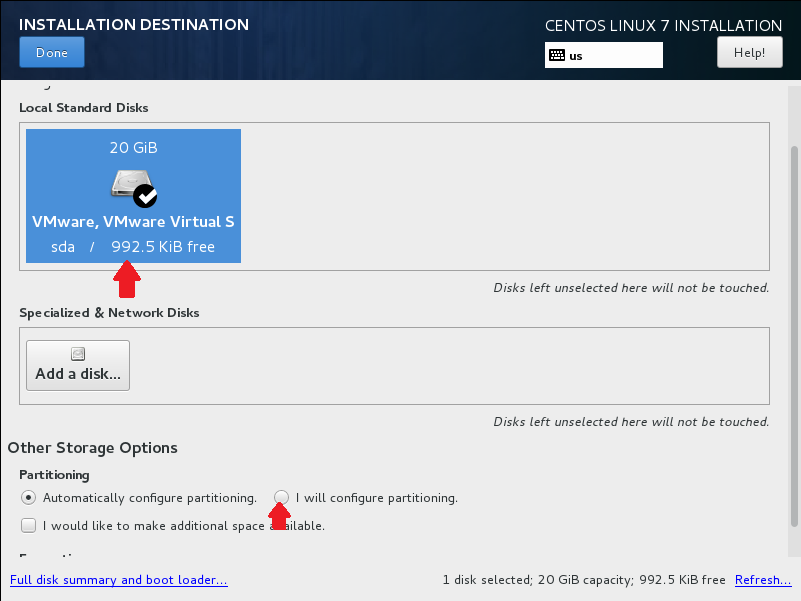 INSTALLATION DESTINATION
CENTOS LINUX 7 INSTALLATION
Done
us
Help!
Local Standard Disks
20 GiB
VMware, VMware Virtual S
sda / 992.5 KiB free
Disks left unselected here will not be touched.
Specialized & Network Disks
Add a disk...
Disks left unselected here will not be touched.
Other Storage Options
Partitioning
Automatically configure partitioning.
I will configure partitioning.
I would like to make additional space available.
Full disk summary and boot loader...
1 disk selected; 20 GiB capacity; 992.5 KiB free
Refresh...